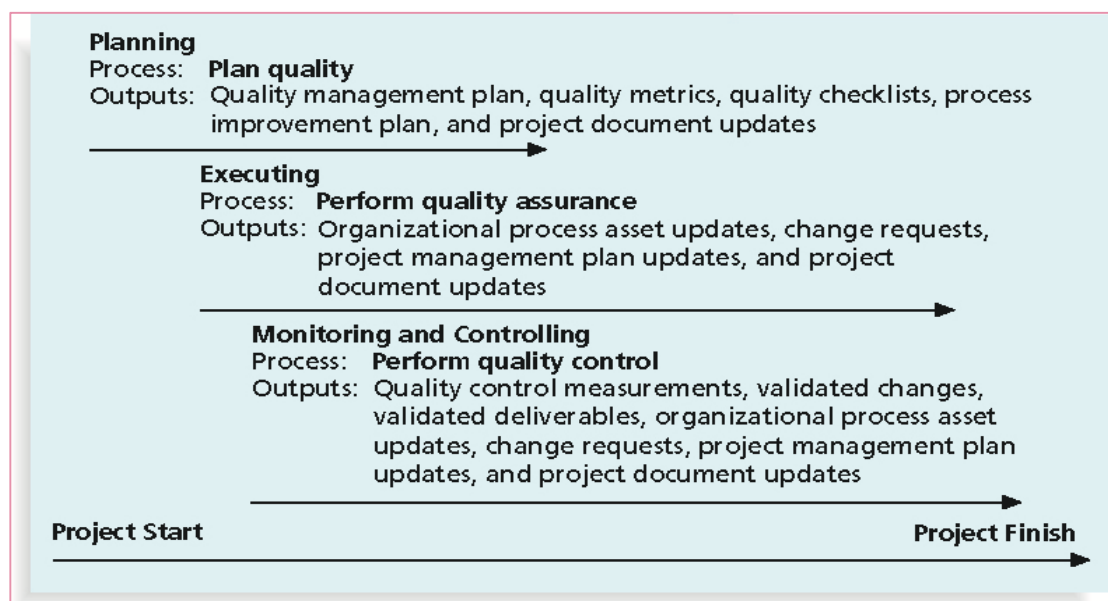 Planning
Process: Plan quality
Outputs: Quality management plan, quality metrics, quality checklists, process
improvement plan, and project document updates
Executing
Process: Perform quality assurance
Outputs: Organizational process asset updates, change requests,
project management plan updates, and project
document updates
Monitoring and Controlling
Process: Perform quality control
Outputs: Quality control measurements, validated changes,
validated deliverables, organizational process asset
updates, change requests, project management plan
updates, and project document updates
Project Start Project Finish